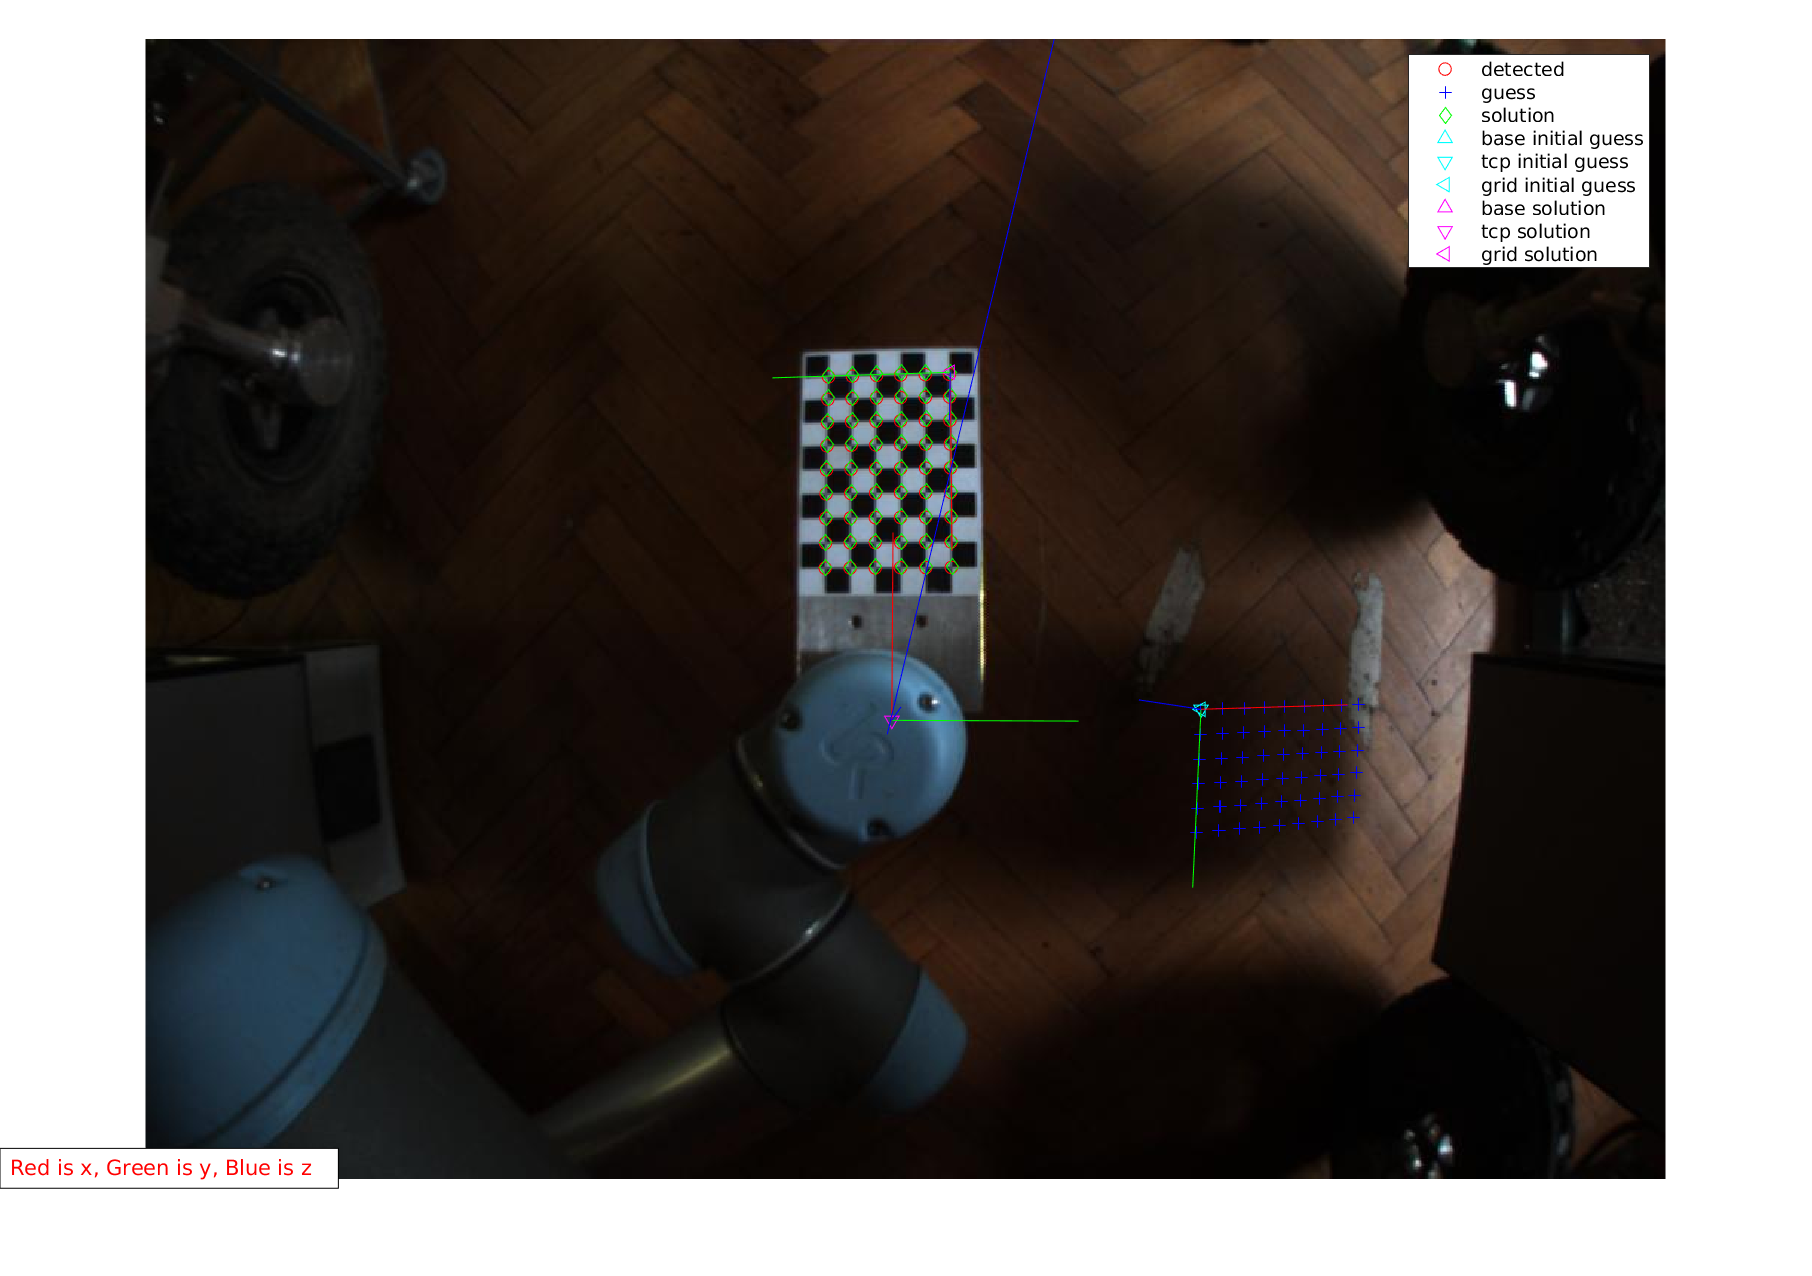 detected
guess
solution
base initial guess
tcp initial guess
grid initial guess
base solution
tcp solution
grid solution
Red is x, Green is y, Blue is z